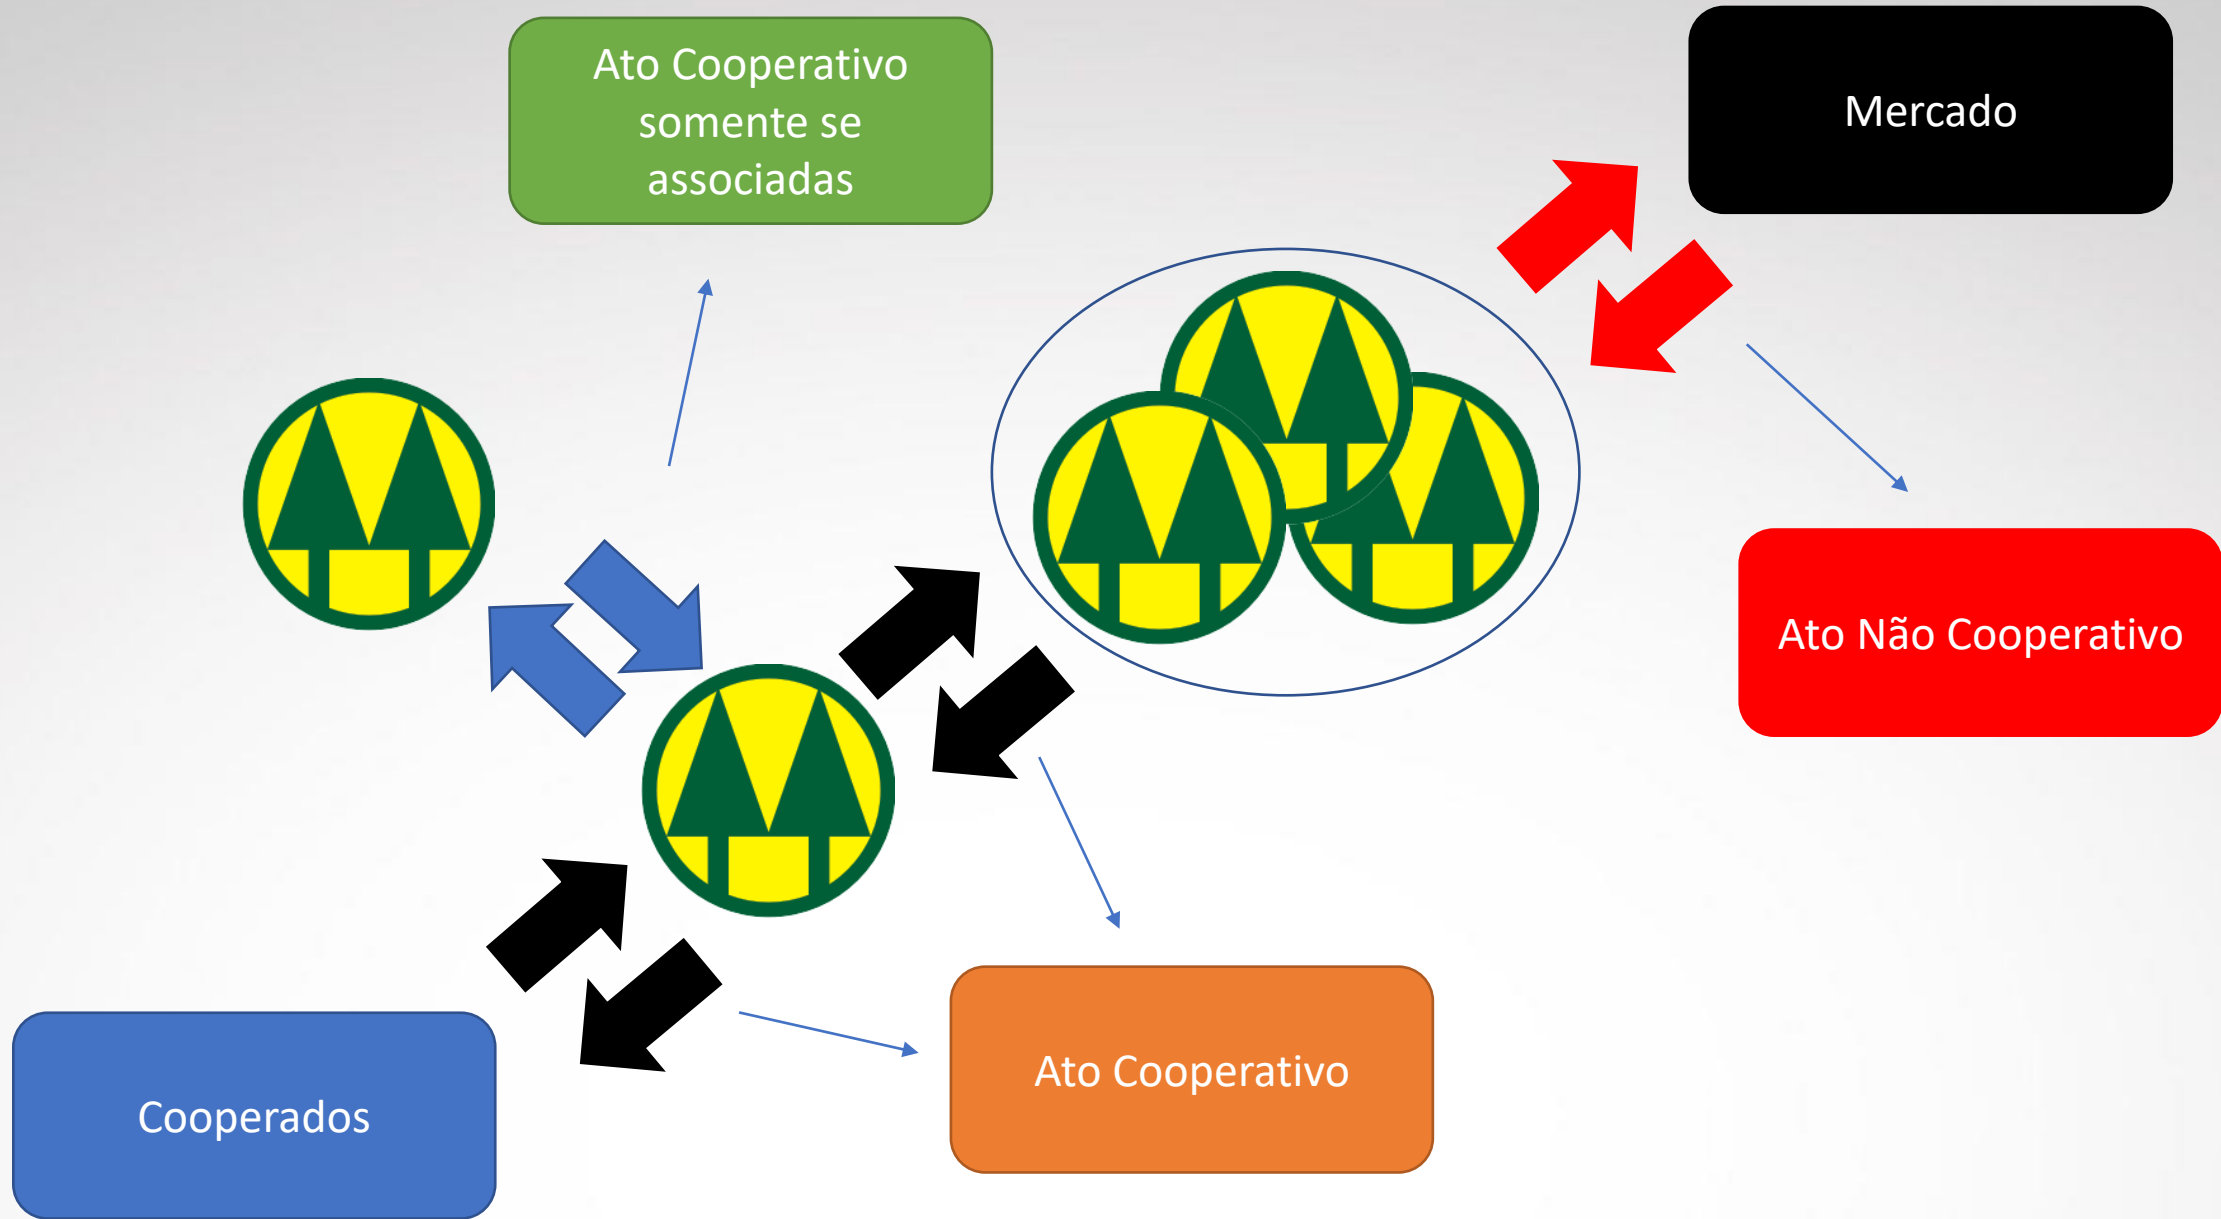 Ato Cooperativo
somente se
associadas
Mercado
Ato Não Cooperativo
Ato Cooperativo
Cooperados